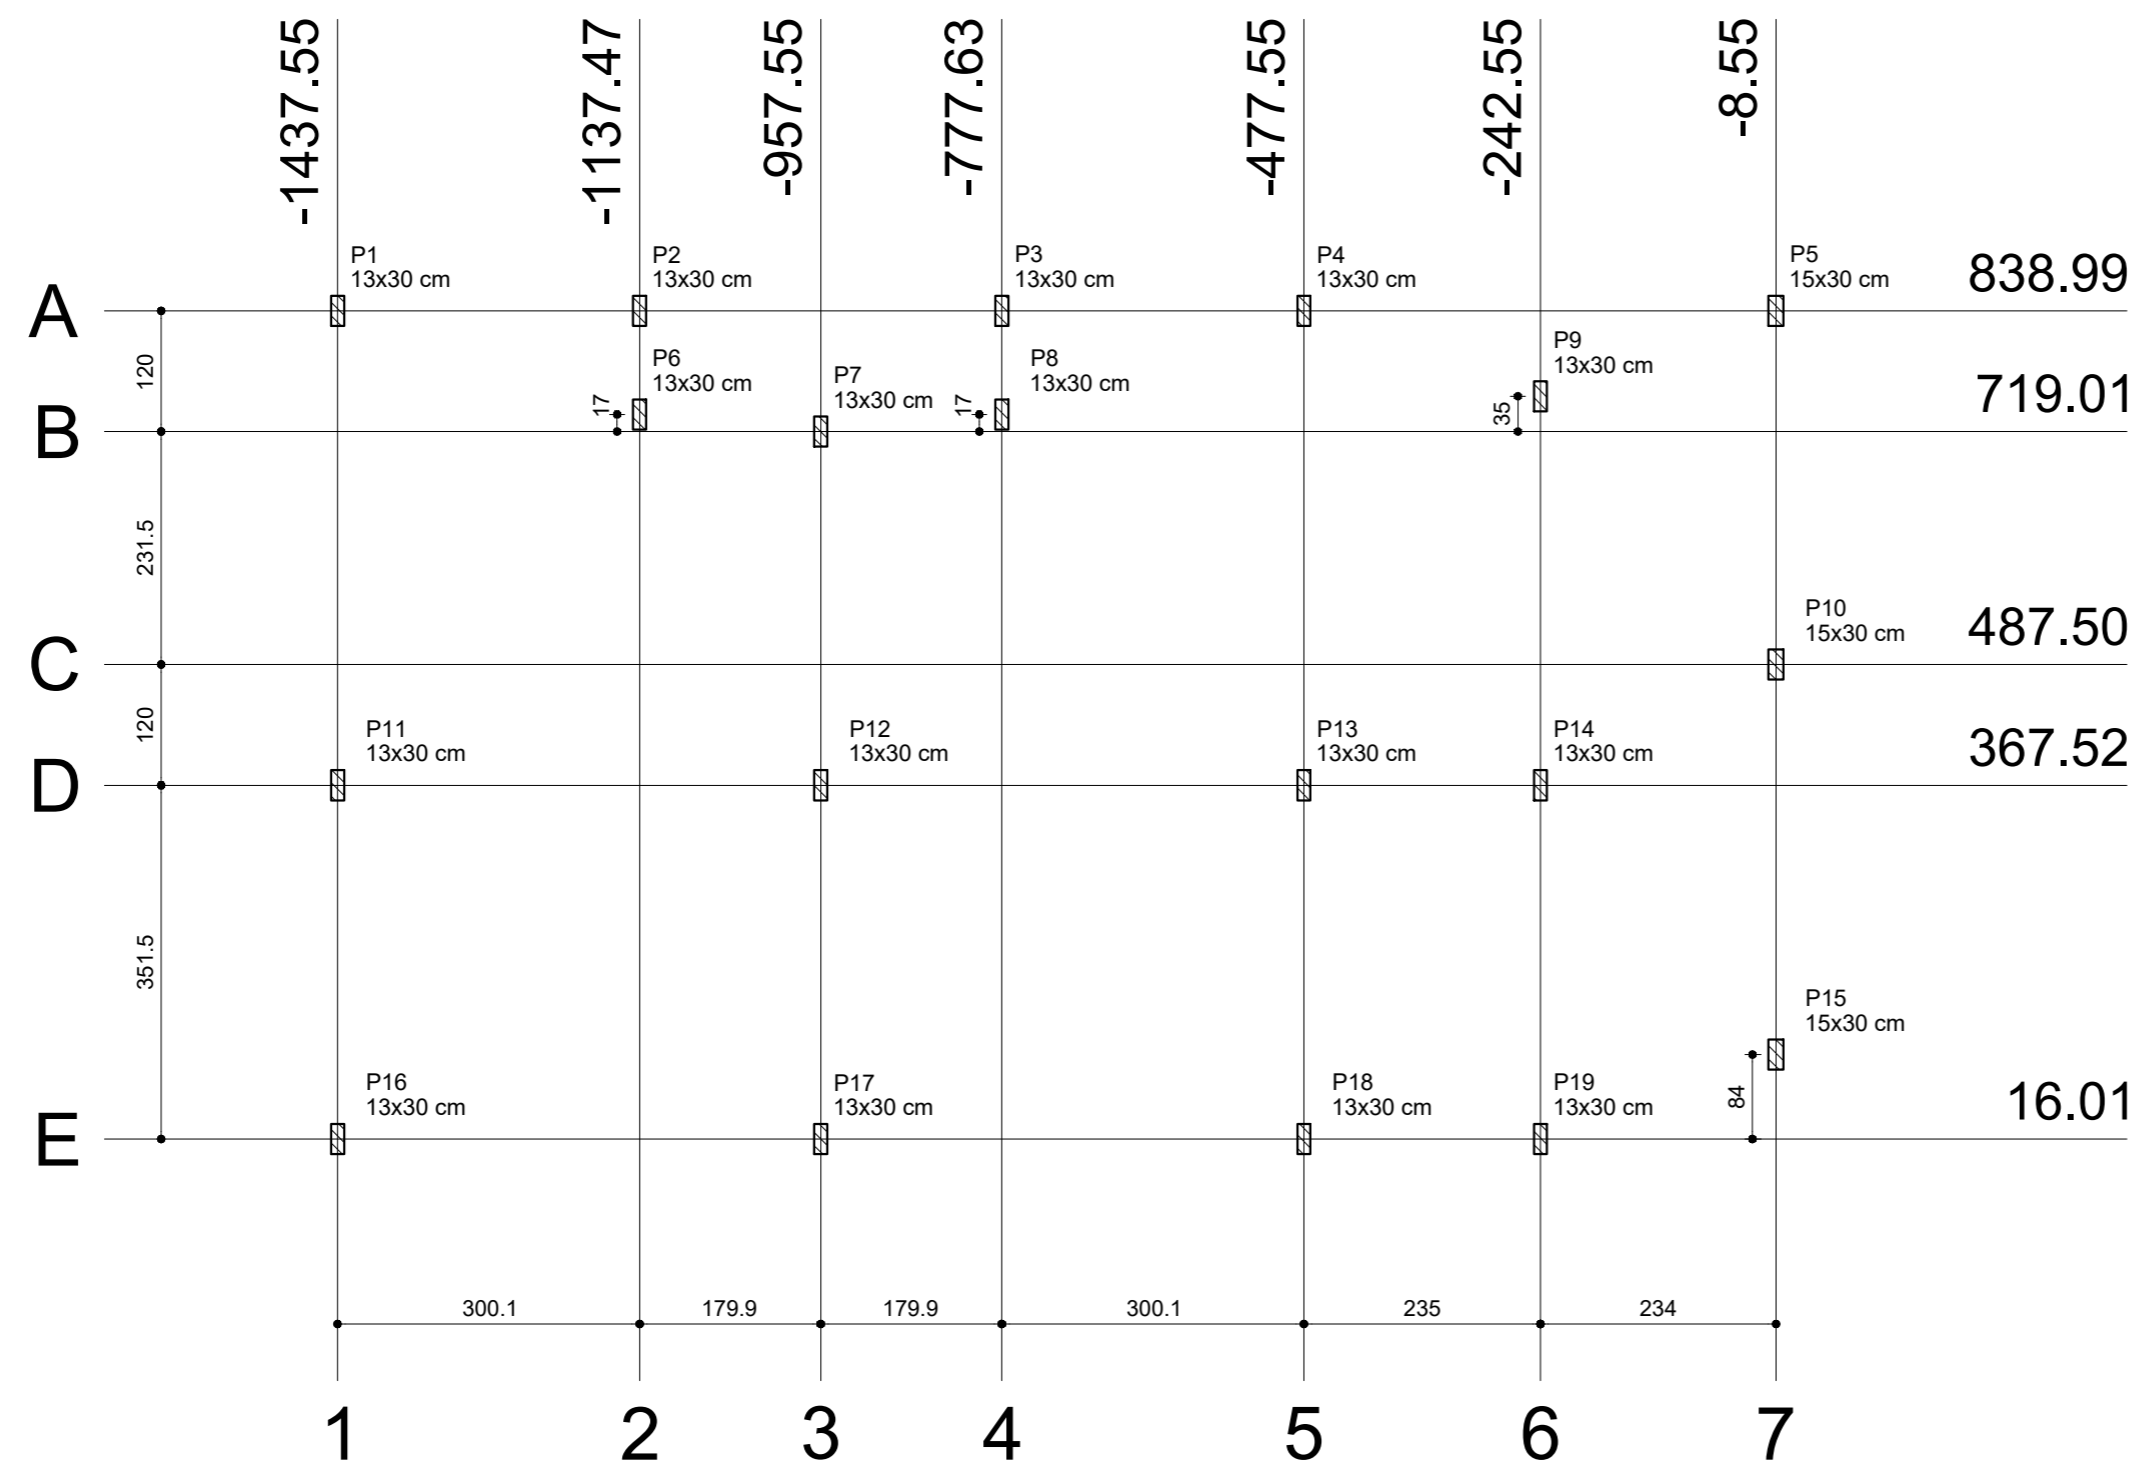 -1437.55
-1137.47
-957.55
-777.63
-477.55
-242.55
-8.55
P1
13x30 cm
P2
13x30 cm
P3
13x30 cm
P4
13x30 cm
P5
15x30 cm
838.99
A
120
P6
13x30 cm
17
P7
13x30 cm
P8
13x30 cm
17
P9
13x30 cm
35
719.01
B
231.5
P10
15x30 cm
487.50
C
120
P11
13x30 cm
P12
13x30 cm
P13
13x30 cm
P14
13x30 cm
367.52
D
351.5
P15
15x30 cm
84
P16
13x30 cm
P17
13x30 cm
P18
13x30 cm
P19
13x30 cm
16.01
E
300.1
179.9
179.9
300.1
235
234
1
2
3
4
5
6
7